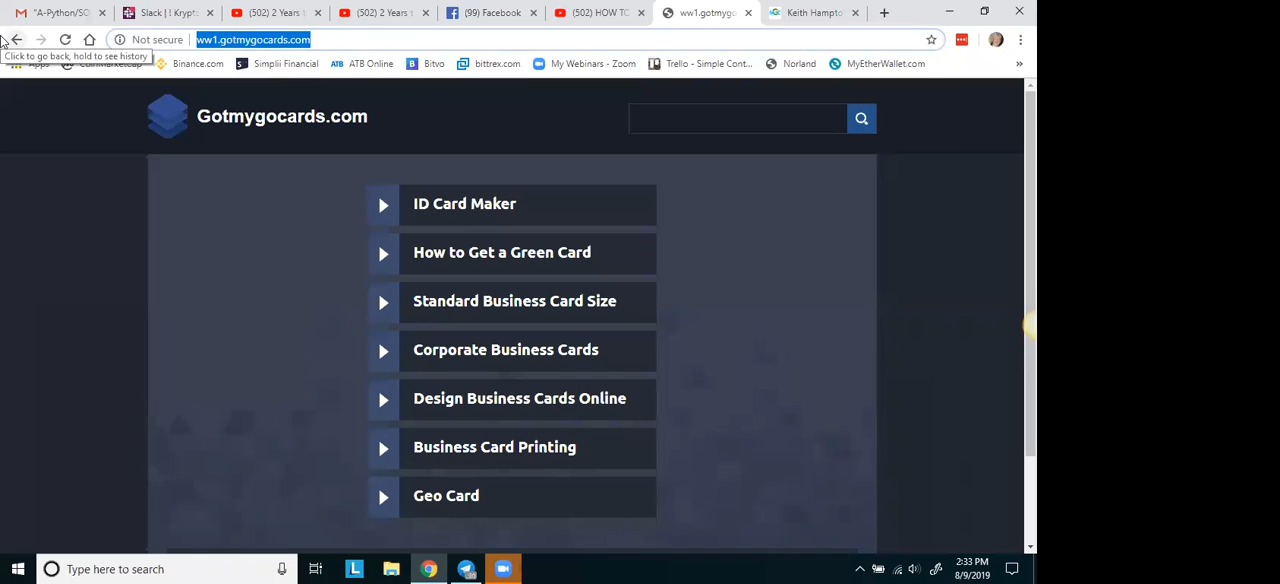 "A-Python/SO
Slack | ! Krypt
(502) 2 Years t
(502) 2 Years t
(99) Facebook
(502) HOW TO
ww1.gotmygo
Keith Hampto
Not secure
ww1.gotmygocards.com
Click to go back, hold to see history
Binance.com
Simplii Financial
ATB ATB Online
Bitvo
bittrex.com
My Webinars - Zoom
Trello - Simple Cont...
Norland
MyEtherWallet.com
»
Gotmygocards.com
ID Card Maker
How to Get a Green Card
Standard Business Card Size
Corporate Business Cards
Design Business Cards Online
Business Card Printing
Geo Card
Type here to search
L
2:33 PM
8/9/2019